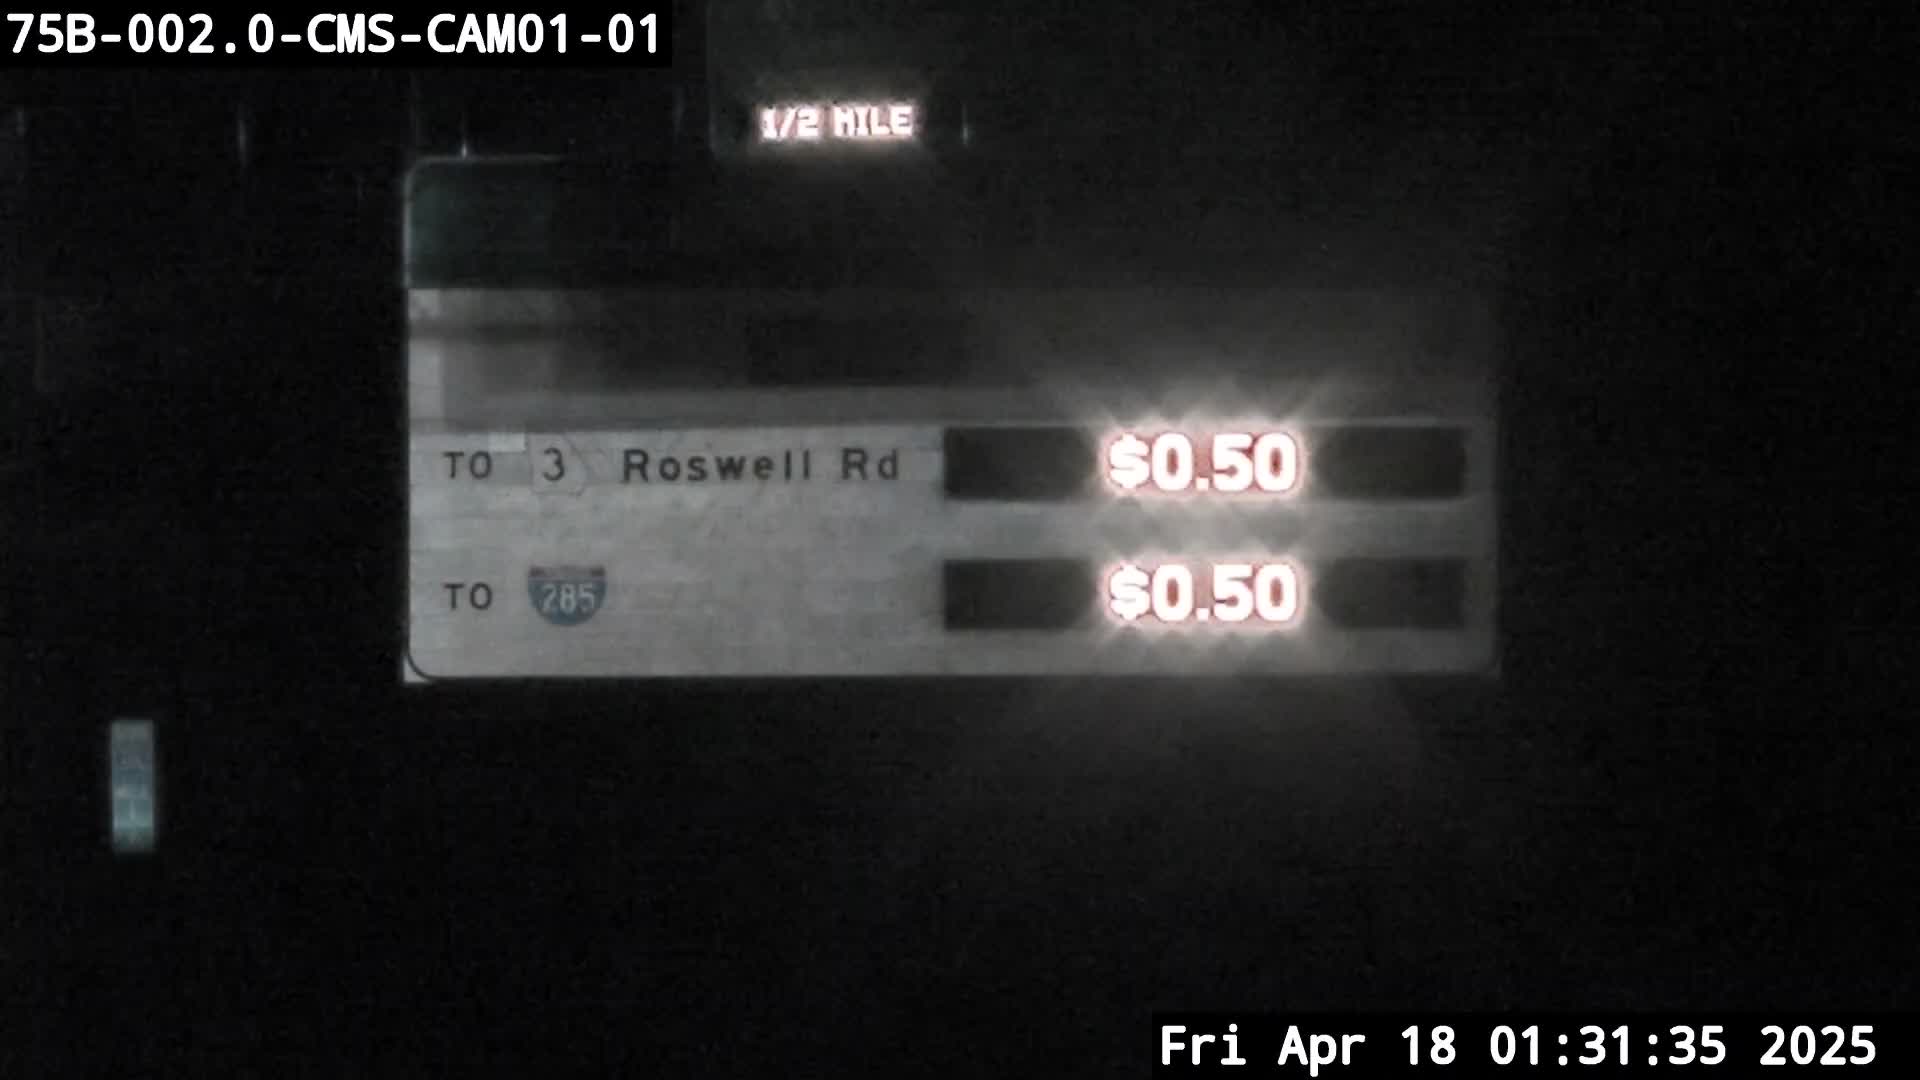 75B-002.0-CMS-CAM01-01
1/2 MILE
TO 3 Roswell Rd $0.50
TO 285 $0.50
Fri Apr 18 01:31:35 2025